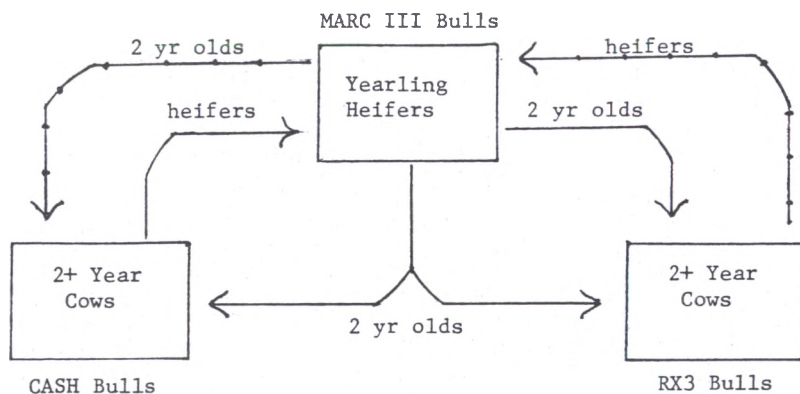 MARC III Bulls
2 yr olds
heifers
Yearling
Heifers
heifers
2 yr olds
2+ Year
Cows
2+ Year
Cows
2 yr olds
CASH Bulls
RX3 Bulls